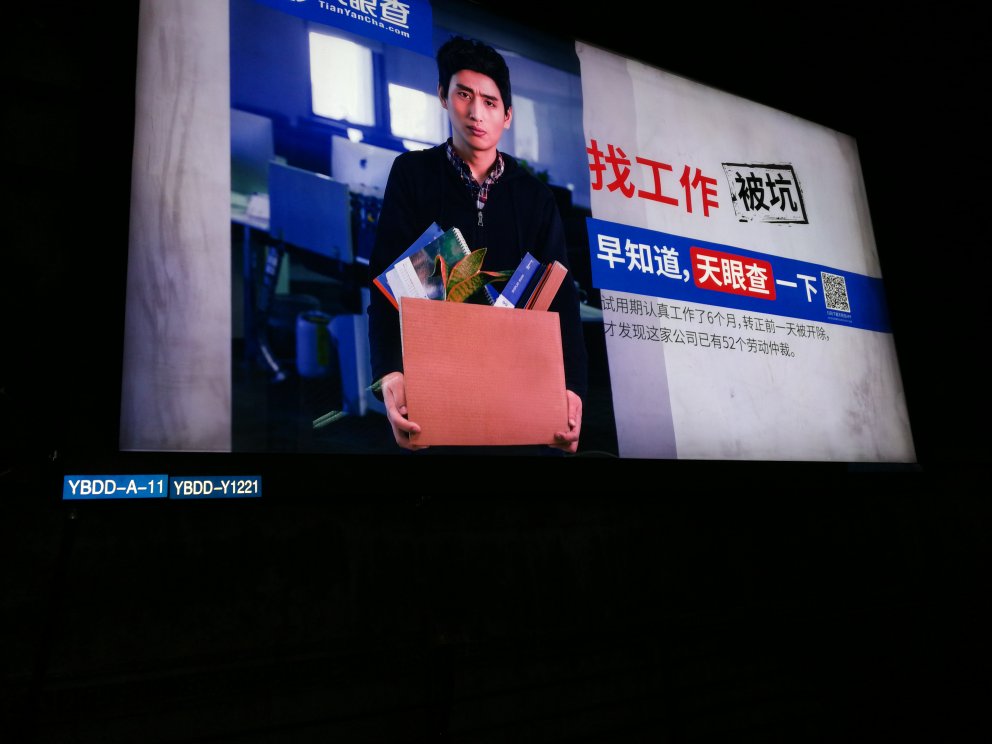 天眼查
TianYanCha.com
找工作 被坑
早知道,天眼查一下
试用期认真工作了6个月,转正前一天被开除,
才发现这家公司已有52个劳动仲裁。
YBDD-A-11 YBDD-Y1221